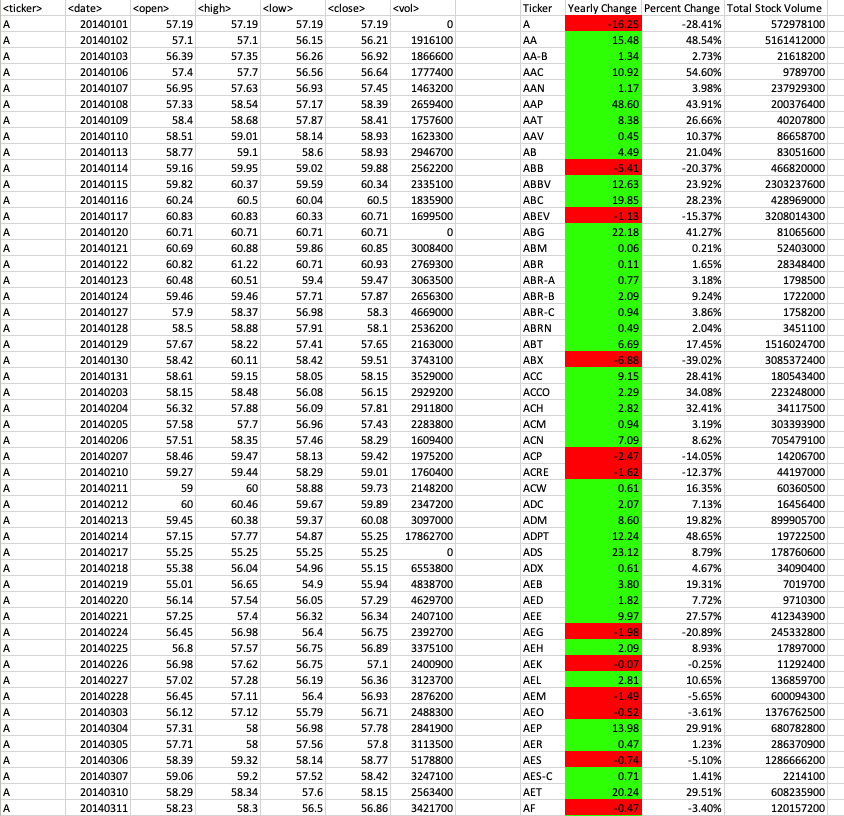 <ticker> <date> <open> <high> <low> <close> <vol> Ticker Yearly Change Percent Change Total Stock Volume
A 20140101 57.19 57.19 57.19 57.19 0 A -16.25 -28.41% 572978100
A 20140102 57.1 57.1 56.15 56.21 1916100 AA 15.48 48.54% 5161412000
A 20140103 56.39 57.35 56.26 56.92 1866600 AA-B 1.34 2.73% 21618200
A 20140106 57.4 57.7 56.56 56.64 1777400 AAC 10.92 54.60% 9789700
A 20140107 56.95 57.63 56.93 57.45 1463200 AAN 1.17 3.98% 237929300
A 20140108 57.33 58.54 57.17 58.39 2659400 AAP 48.60 43.91% 200376400
A 20140109 58.4 58.68 57.87 58.41 1757600 AAT 8.38 26.66% 40207800
A 20140110 58.51 59.01 58.14 58.93 1623300 AAV 0.45 10.37% 86658700
A 20140113 58.77 59.1 58.6 58.93 2946700 AB 4.49 21.04% 83051600
A 20140114 59.16 59.95 59.02 59.88 2562200 ABB -5.41 -20.37% 466820000
A 20140115 59.82 60.37 59.59 60.34 2335100 ABBV 12.63 23.92% 2303237600
A 20140116 60.24 60.5 60.04 60.5 1835900 ABC 19.85 28.23% 428969000
A 20140117 60.83 60.83 60.33 60.71 1699500 ABEV -1.13 -15.37% 3208014300
A 20140120 60.71 60.71 60.71 60.71 0 ABG 22.18 41.27% 81065600
A 20140121 60.69 60.88 59.86 60.85 3008400 ABM 0.06 0.21% 52403000
A 20140122 60.82 61.22 60.71 60.93 2769300 ABR 0.11 1.65% 28348400
A 20140123 60.48 60.51 59.4 59.47 3063500 ABR-A 0.77 3.18% 1798500
A 20140124 59.46 59.46 57.71 57.87 2656300 ABR-B 2.09 9.24% 1722000
A 20140127 57.9 58.37 56.98 58.3 4669000 ABR-C 0.94 3.86% 1758200
A 20140128 58.5 58.88 57.91 58.1 2536200 ABRN 0.49 2.04% 3451100
A 20140129 57.67 58.22 57.41 57.65 2163000 ABT 6.69 17.45% 1516024700
A 20140130 58.42 60.11 58.42 59.51 3743100 ABX -6.88 -39.02% 3085372400
A 20140131 58.61 59.15 58.05 58.15 3529000 ACC 9.15 28.41% 180543400
A 20140203 58.15 58.48 56.08 56.15 2929200 ACCO 2.29 34.08% 223248000
A 20140204 56.32 57.88 56.09 57.81 2911800 ACH 2.82 32.41% 34117500
A 20140205 57.58 57.7 56.96 57.43 2283800 ACM 0.94 3.19% 303393900
A 20140206 57.51 58.35 57.46 58.29 1609400 ACN 7.09 8.62% 705479100
A 20140207 58.46 59.47 58.13 59.42 1975200 ACP -2.47 -14.05% 14206700
A 20140210 59.27 59.44 58.29 59.01 1760400 ACRE -1.62 -12.37% 44197000
A 20140211 59 60 58.88 59.73 2148200 ACW 0.61 16.35% 60360500
A 20140212 60 60.46 59.67 59.89 2347200 ADC 2.07 7.13% 16456400
A 20140213 59.45 60.38 59.37 60.08 3097000 ADM 8.60 19.82% 899905700
A 20140214 57.15 57.77 54.87 55.25 17862700 ADPT 12.24 48.65% 19722500
A 20140217 55.25 55.25 55.25 55.25 0 ADS 23.12 8.79% 178760600
A 20140218 55.38 56.04 54.96 55.15 6553800 ADX 0.61 4.67% 34090400
A 20140219 55.01 56.65 54.9 55.94 4838700 AEB 3.80 19.31% 7019700
A 20140220 56.14 57.54 56.05 57.29 4629700 AED 1.82 7.72% 9710300
A 20140221 57.25 57.4 56.32 56.34 2407100 AEE 9.97 27.57% 412343900
A 20140224 56.45 56.98 56.4 56.75 2392700 AEG -1.98 -20.89% 245332800
A 20140225 56.8 57.57 56.75 56.89 3375100 AEH 2.09 8.93% 17897000
A 20140226 56.98 57.62 56.75 57.1 2400900 AEK -0.07 -0.25% 11292400
A 20140227 57.02 57.28 56.19 56.36 3123700 AEL 2.81 10.65% 136859700
A 20140228 56.45 57.11 56.4 56.93 2876200 AEM -1.49 -5.65% 600094300
A 20140303 56.12 57.12 55.79 56.71 2488300 AEO -0.52 -3.61% 1376762500
A 20140304 57.31 58 56.98 57.78 2841900 AEP 13.98 29.91% 680782800
A 20140305 57.71 58 57.56 57.8 3113500 AER 0.47 1.23% 286370900
A 20140306 58.39 59.32 58.14 58.77 5178800 AES -0.74 -5.10% 1286666200
A 20140307 59.06 59.2 57.52 58.42 3247100 AES-C 0.71 1.41% 2214100
A 20140310 58.29 58.34 57.6 58.15 2563400 AET 20.24 29.51% 608235900
A 20140311 58.23 58.3 56.5 56.86 3421700 AF -0.47 -3.40% 120157200